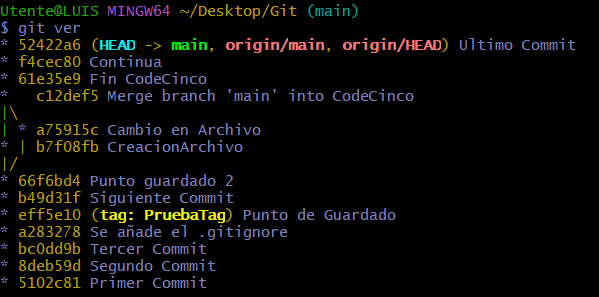 Utente@LUIS MINGW64 ~/Desktop/Git (main)
$ git ver
* 52422a6 (HEAD -> main, origin/main, origin/HEAD) Ultimo Commit
* f4cec80 Continua
* 61e35e9 Fin CodeCinco
*   c12def5 Merge branch 'main' into CodeCinco
|\
| * a75915c Cambio en Archivo
* | b7f08fb CreacionArchivo
|/
* 66f6bd4 Punto guardado 2
* b49d31f Siguiente Commit
* eff5e10 (tag: PruebaTag) Punto de Guardado
* a283278 Se añade el .gitignore
* bc0dd9b Tercer Commit
* 8deb59d Segundo Commit
* 5102c81 Primer Commit